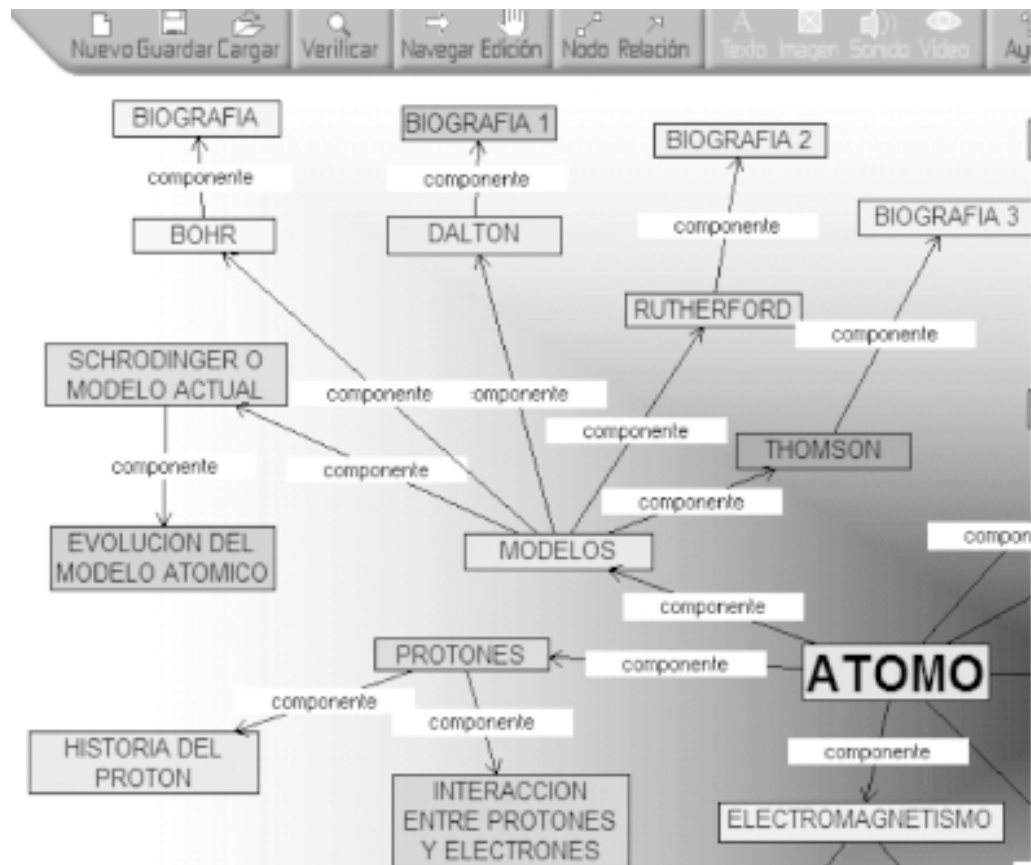 Nuevo Guardar Cargar Verificar Navegar Edición Nodo Relación Texto Imagen Sonido Video
BIOGRAFIA
BIOGRAFIA 1
BIOGRAFIA 2
componente
componente
BIOGRAFIA 3
BOHR
DALTON
componente
RUTHERFORD
componente
SCHRODINGER O
MODELO ACTUAL
componente
:omponente
componente
THOMSON
componente
componente
componente
EVOLUCION DEL
MODELO ATOMICO
MODELOS
compon
componente
PROTONES
componente
ATOMO
componente
componente
HISTORIA DEL
PROTON
componente
INTERACCION
ENTRE PROTONES
Y ELECTRONES
ELECTROMAGNETISMO